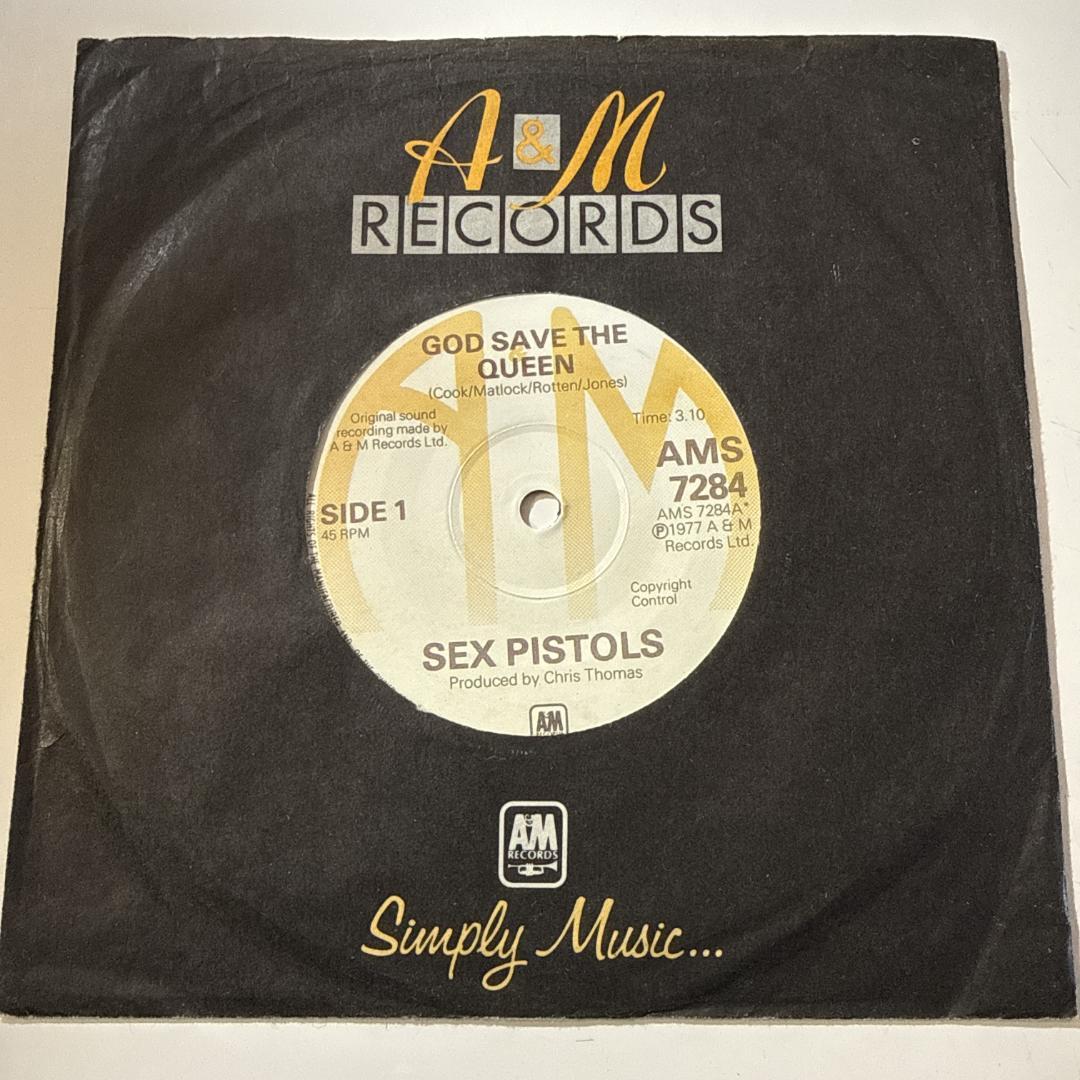 A & M
RECORDS
GOD SAVE THE
QUEEN
(Cook/Matlock/Rotten/Jones)
Original sound
recording made by
A & M Records Ltd.
Time: 3.10
AMS
7284
AMS 7284A*
Ⓟ1977 A & M
Records Ltd.
SIDE 1
45 RPM
Copyright
Control
SEX PISTOLS
Produced by Chris Thomas
A&M
A&M
RECORDS
Simply Music...